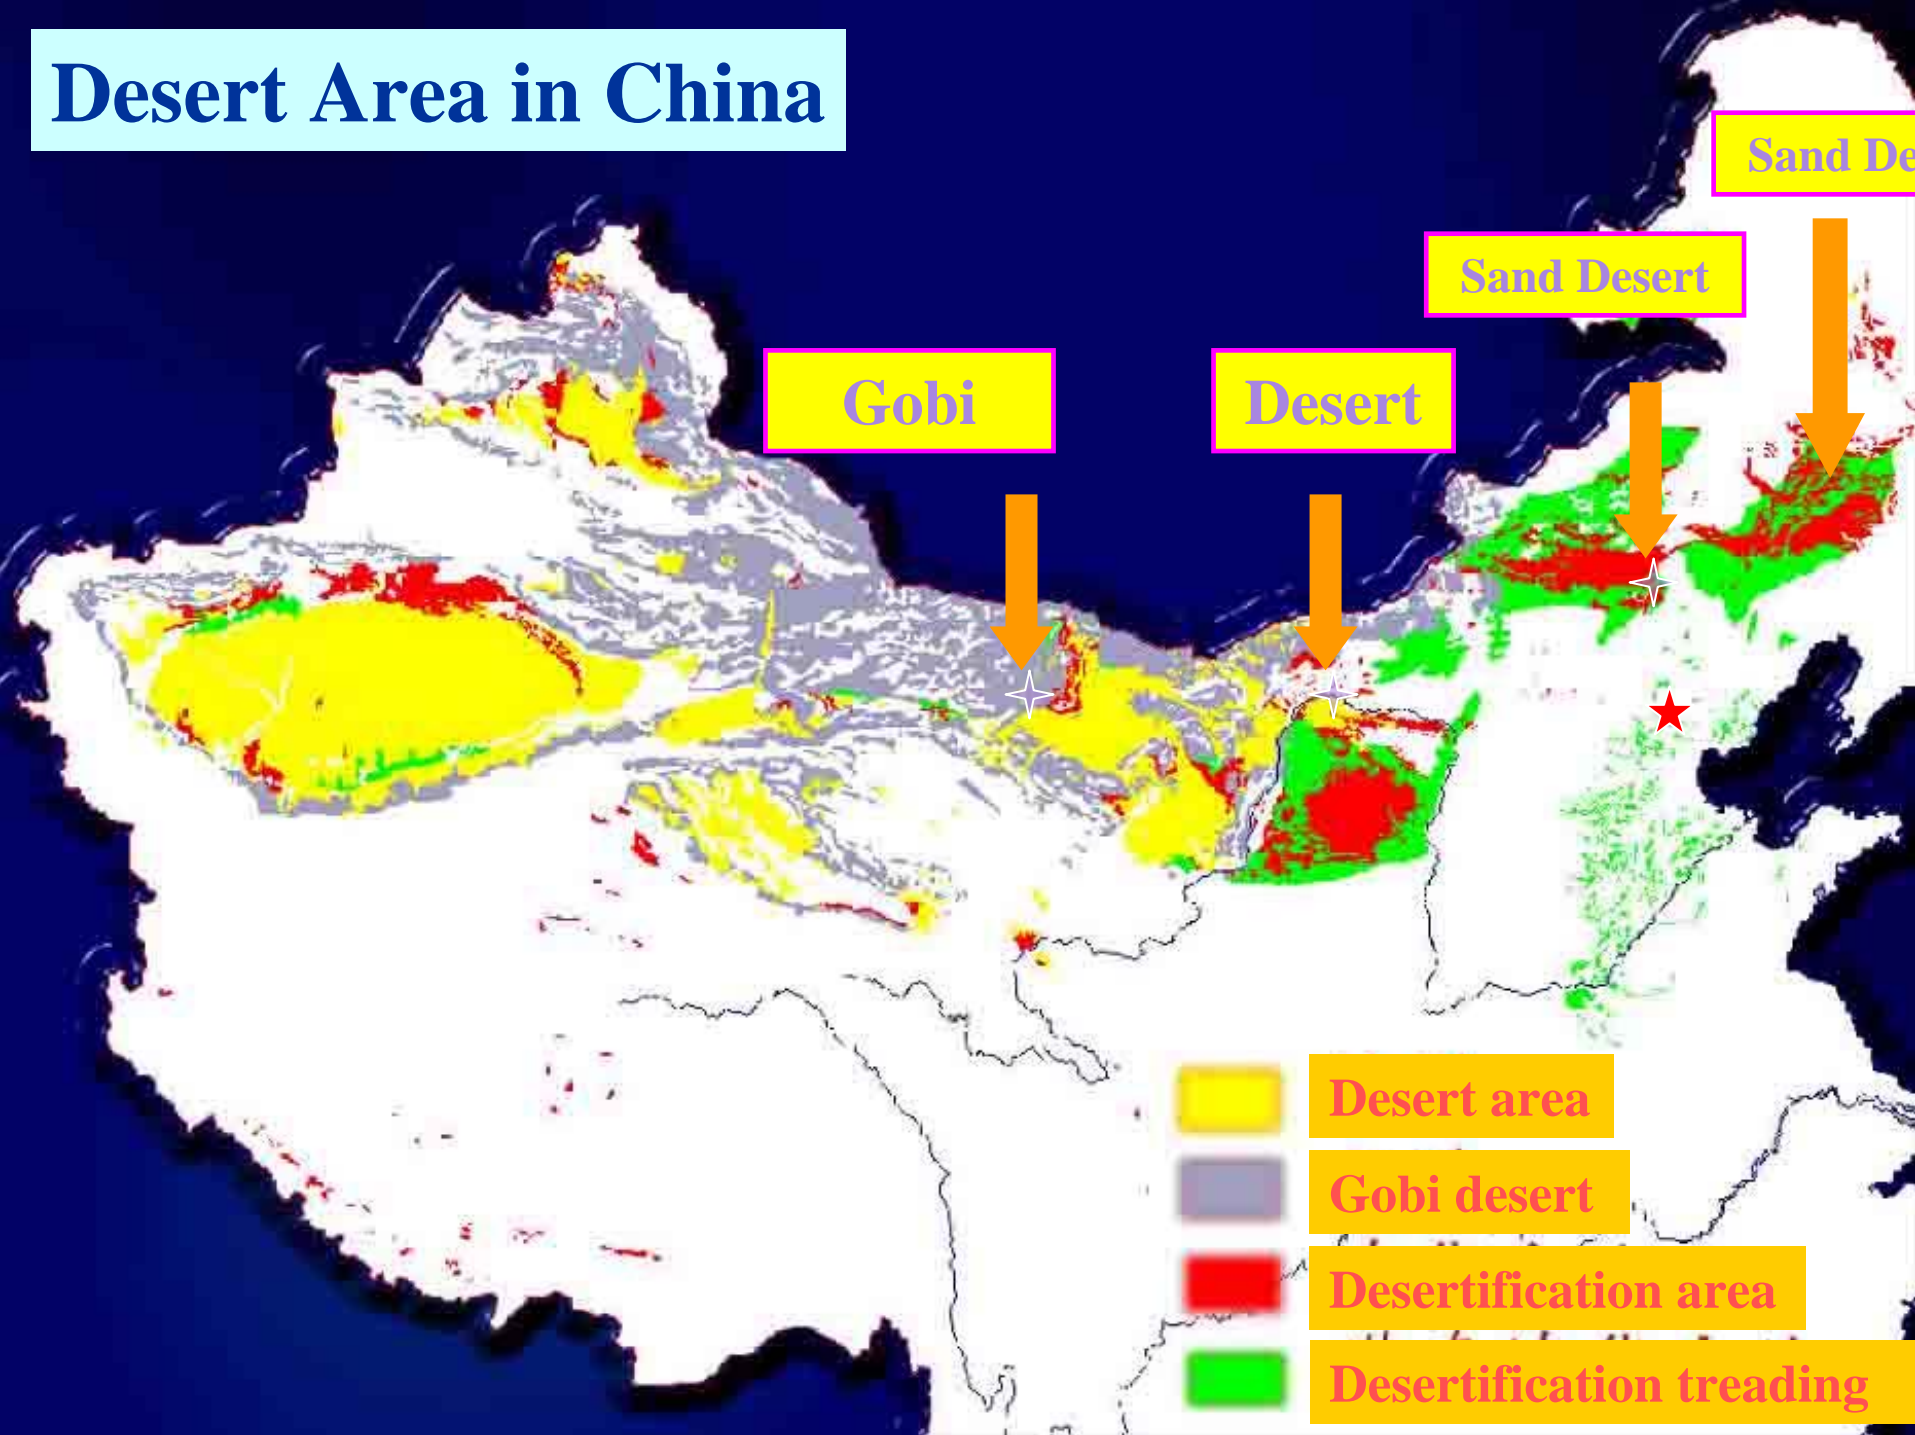 Desert Area in China
Sand De
Sand Desert
Gobi
Desert
Desert area
Gobi desert
Desertification area
Desertification treading